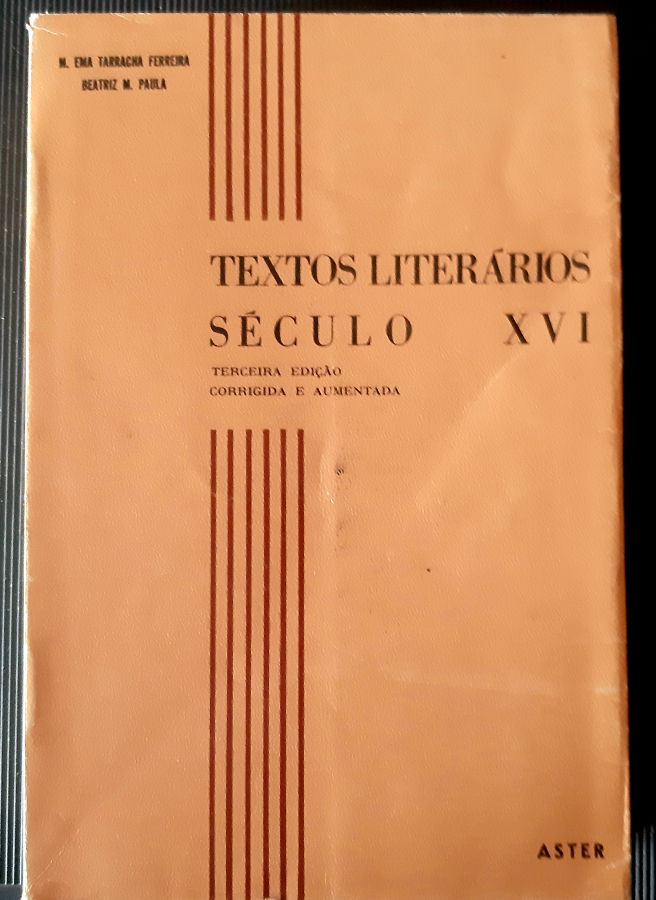 M. EMA TARRACHA FERREIRA
BEATRIZ M. PAULA
TEXTOS LITERÁRIOS
SÉCULO XVI
TERCEIRA EDIÇÃO
CORRIGIDA E AUMENTADA
ASTER